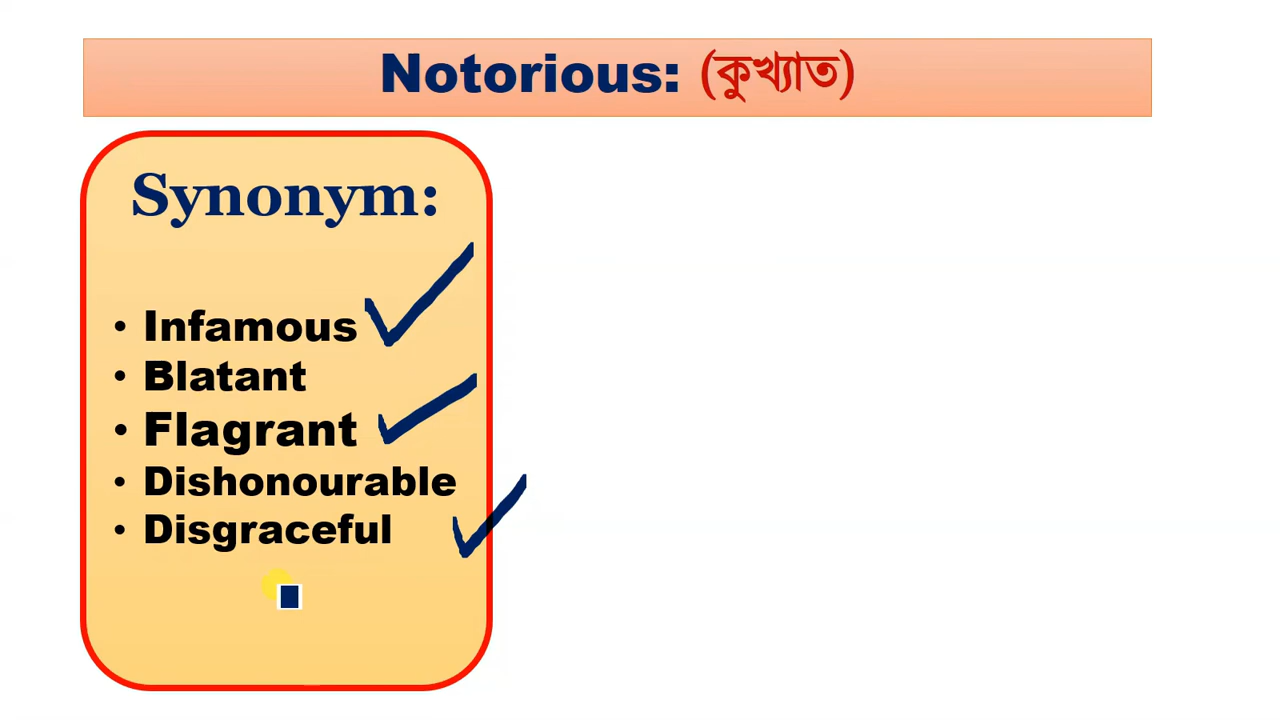 Notorious: (কুখ্যাত)
Synonym:
• Infamous
• Blatant
• Flagrant
• Dishonourable
• Disgraceful